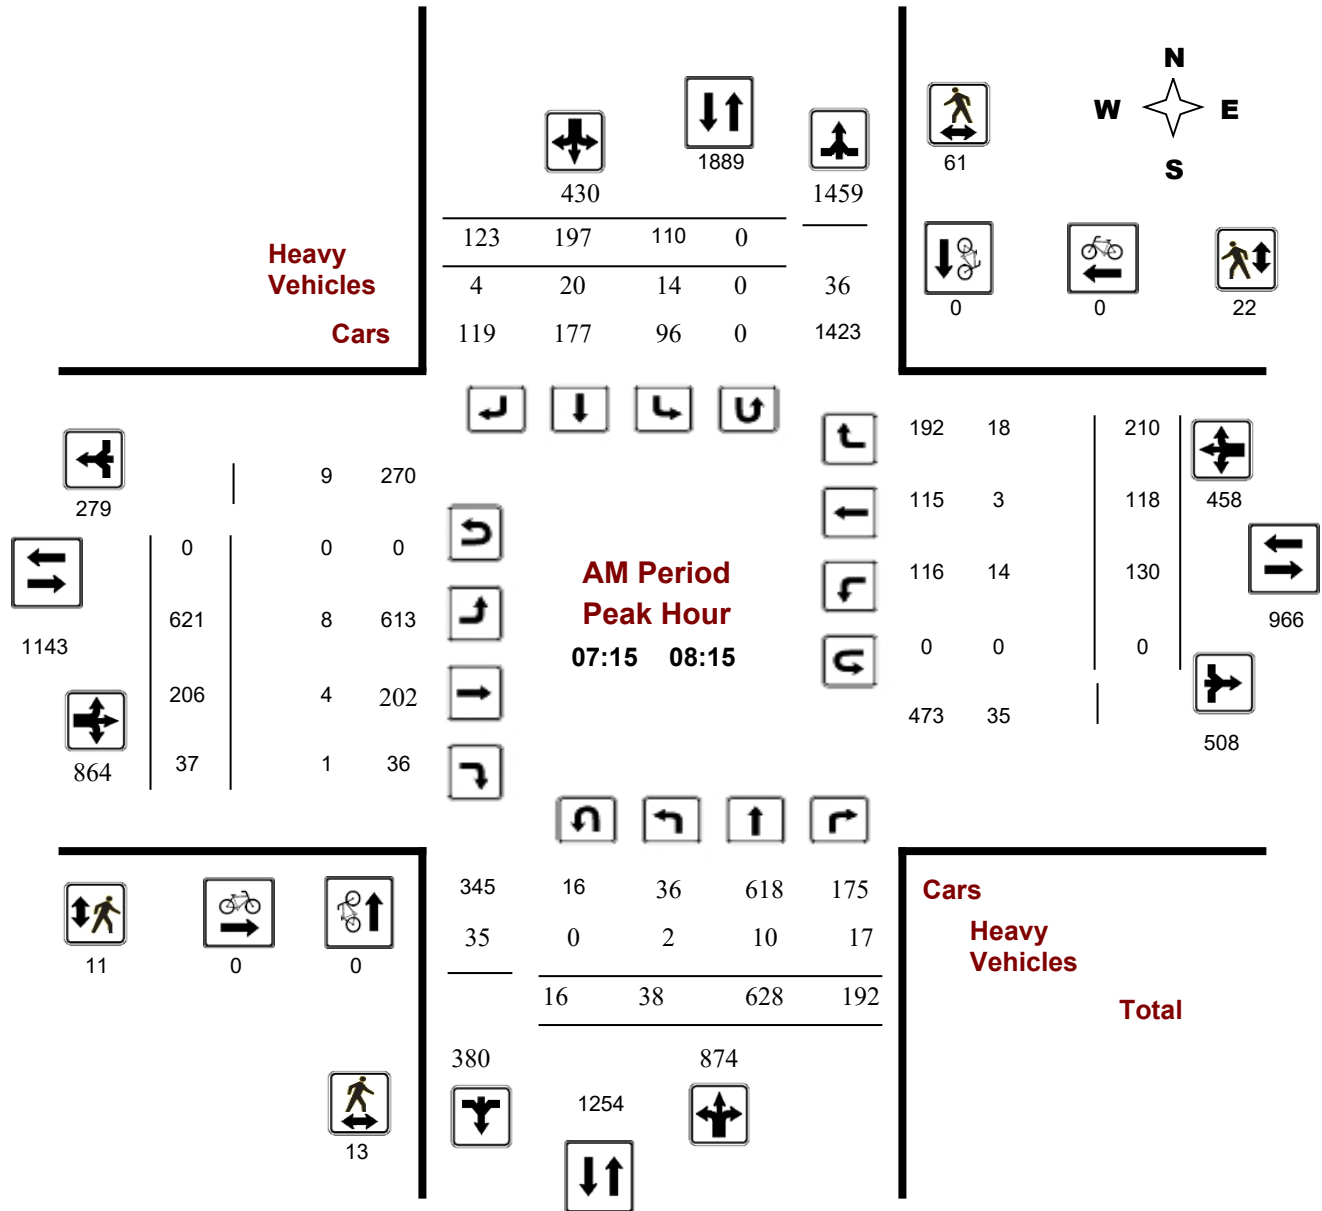 N
W E
S
1889
61
430 1459
123 197 110 0
Heavy
Vehicles
4 20 14 0 36
0 0 22
Cars
119 177 96 0 1423
192 18 210
9 270
279
115 3 118 458
0 0 0
AM Period
116 14 130
Peak Hour
621 8 613
966
1143
07:15 08:15
0 0 0
206 4 202
473 35
508
864 37 1 36
345 16 36 618 175
Cars
35 0 2 10 17
Heavy
Vehicles
11 0 0
16 38 628 192
Total
380 874
1254
13